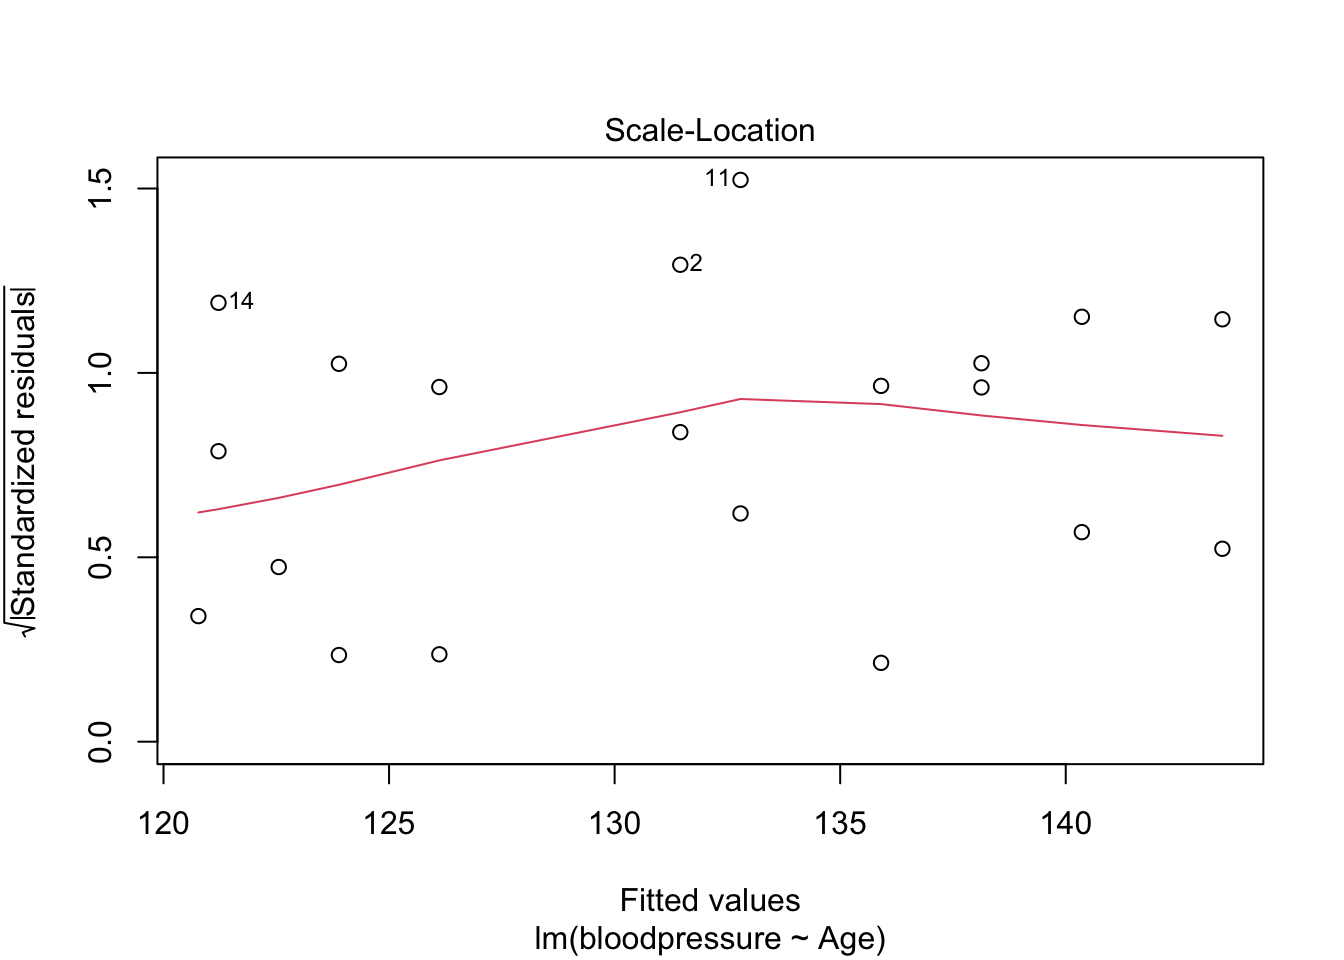 Scale-Location
√|Standardized residuals|
1.5
1.0
0.5
0.0
11
2
14
120 125 130 135 140
Fitted values
lm(bloodpressure ~ Age)